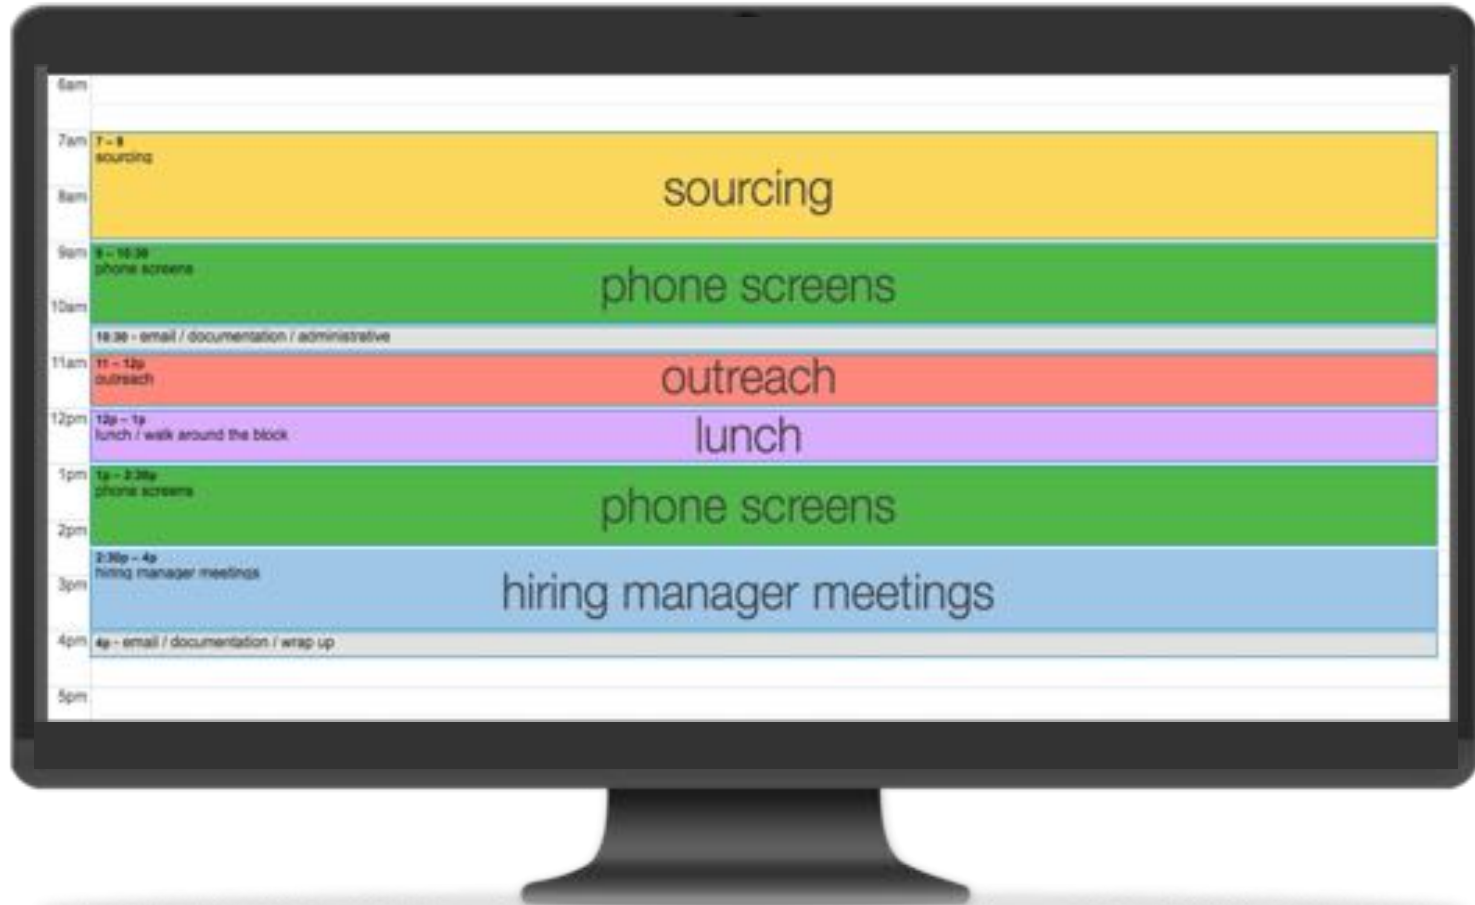 6am
7am
7 – 9
sourcing
sourcing
8am
9am
9 – 10:30
phone screens
phone screens
10am
10:30 - email / documentation / administrative
11am
11 – 12p
outreach
outreach
12pm
12p – 1p
lunch / walk around the block
lunch
1pm
1p – 2:30p
phone screens
phone screens
2pm
2:30p – 4p
hiring manager meetings
hiring manager meetings
3pm
4pm
4p - email / documentation / wrap up
5pm